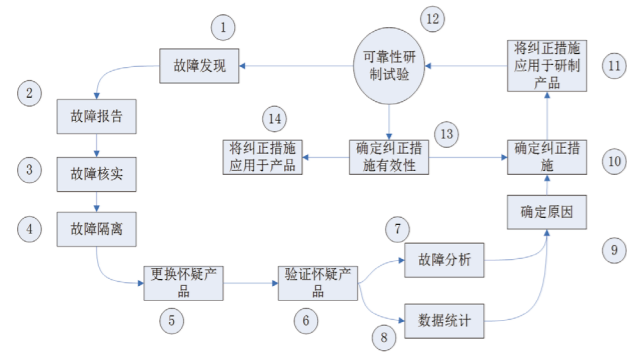 ①
故障发现
②
故障报告
③
故障核实
④
故障隔离
更换怀疑产
品
⑤
验证怀疑产
品
⑥
⑦
故障分析
⑧
数据统计
⑨
确定原因
⑩
确定纠正措
施
⑪
将纠正措施
应用于研制
产品
⑫
可靠性研
制试验
⑬
确定纠正措
施有效性
⑭
将纠正措施
应用于产品